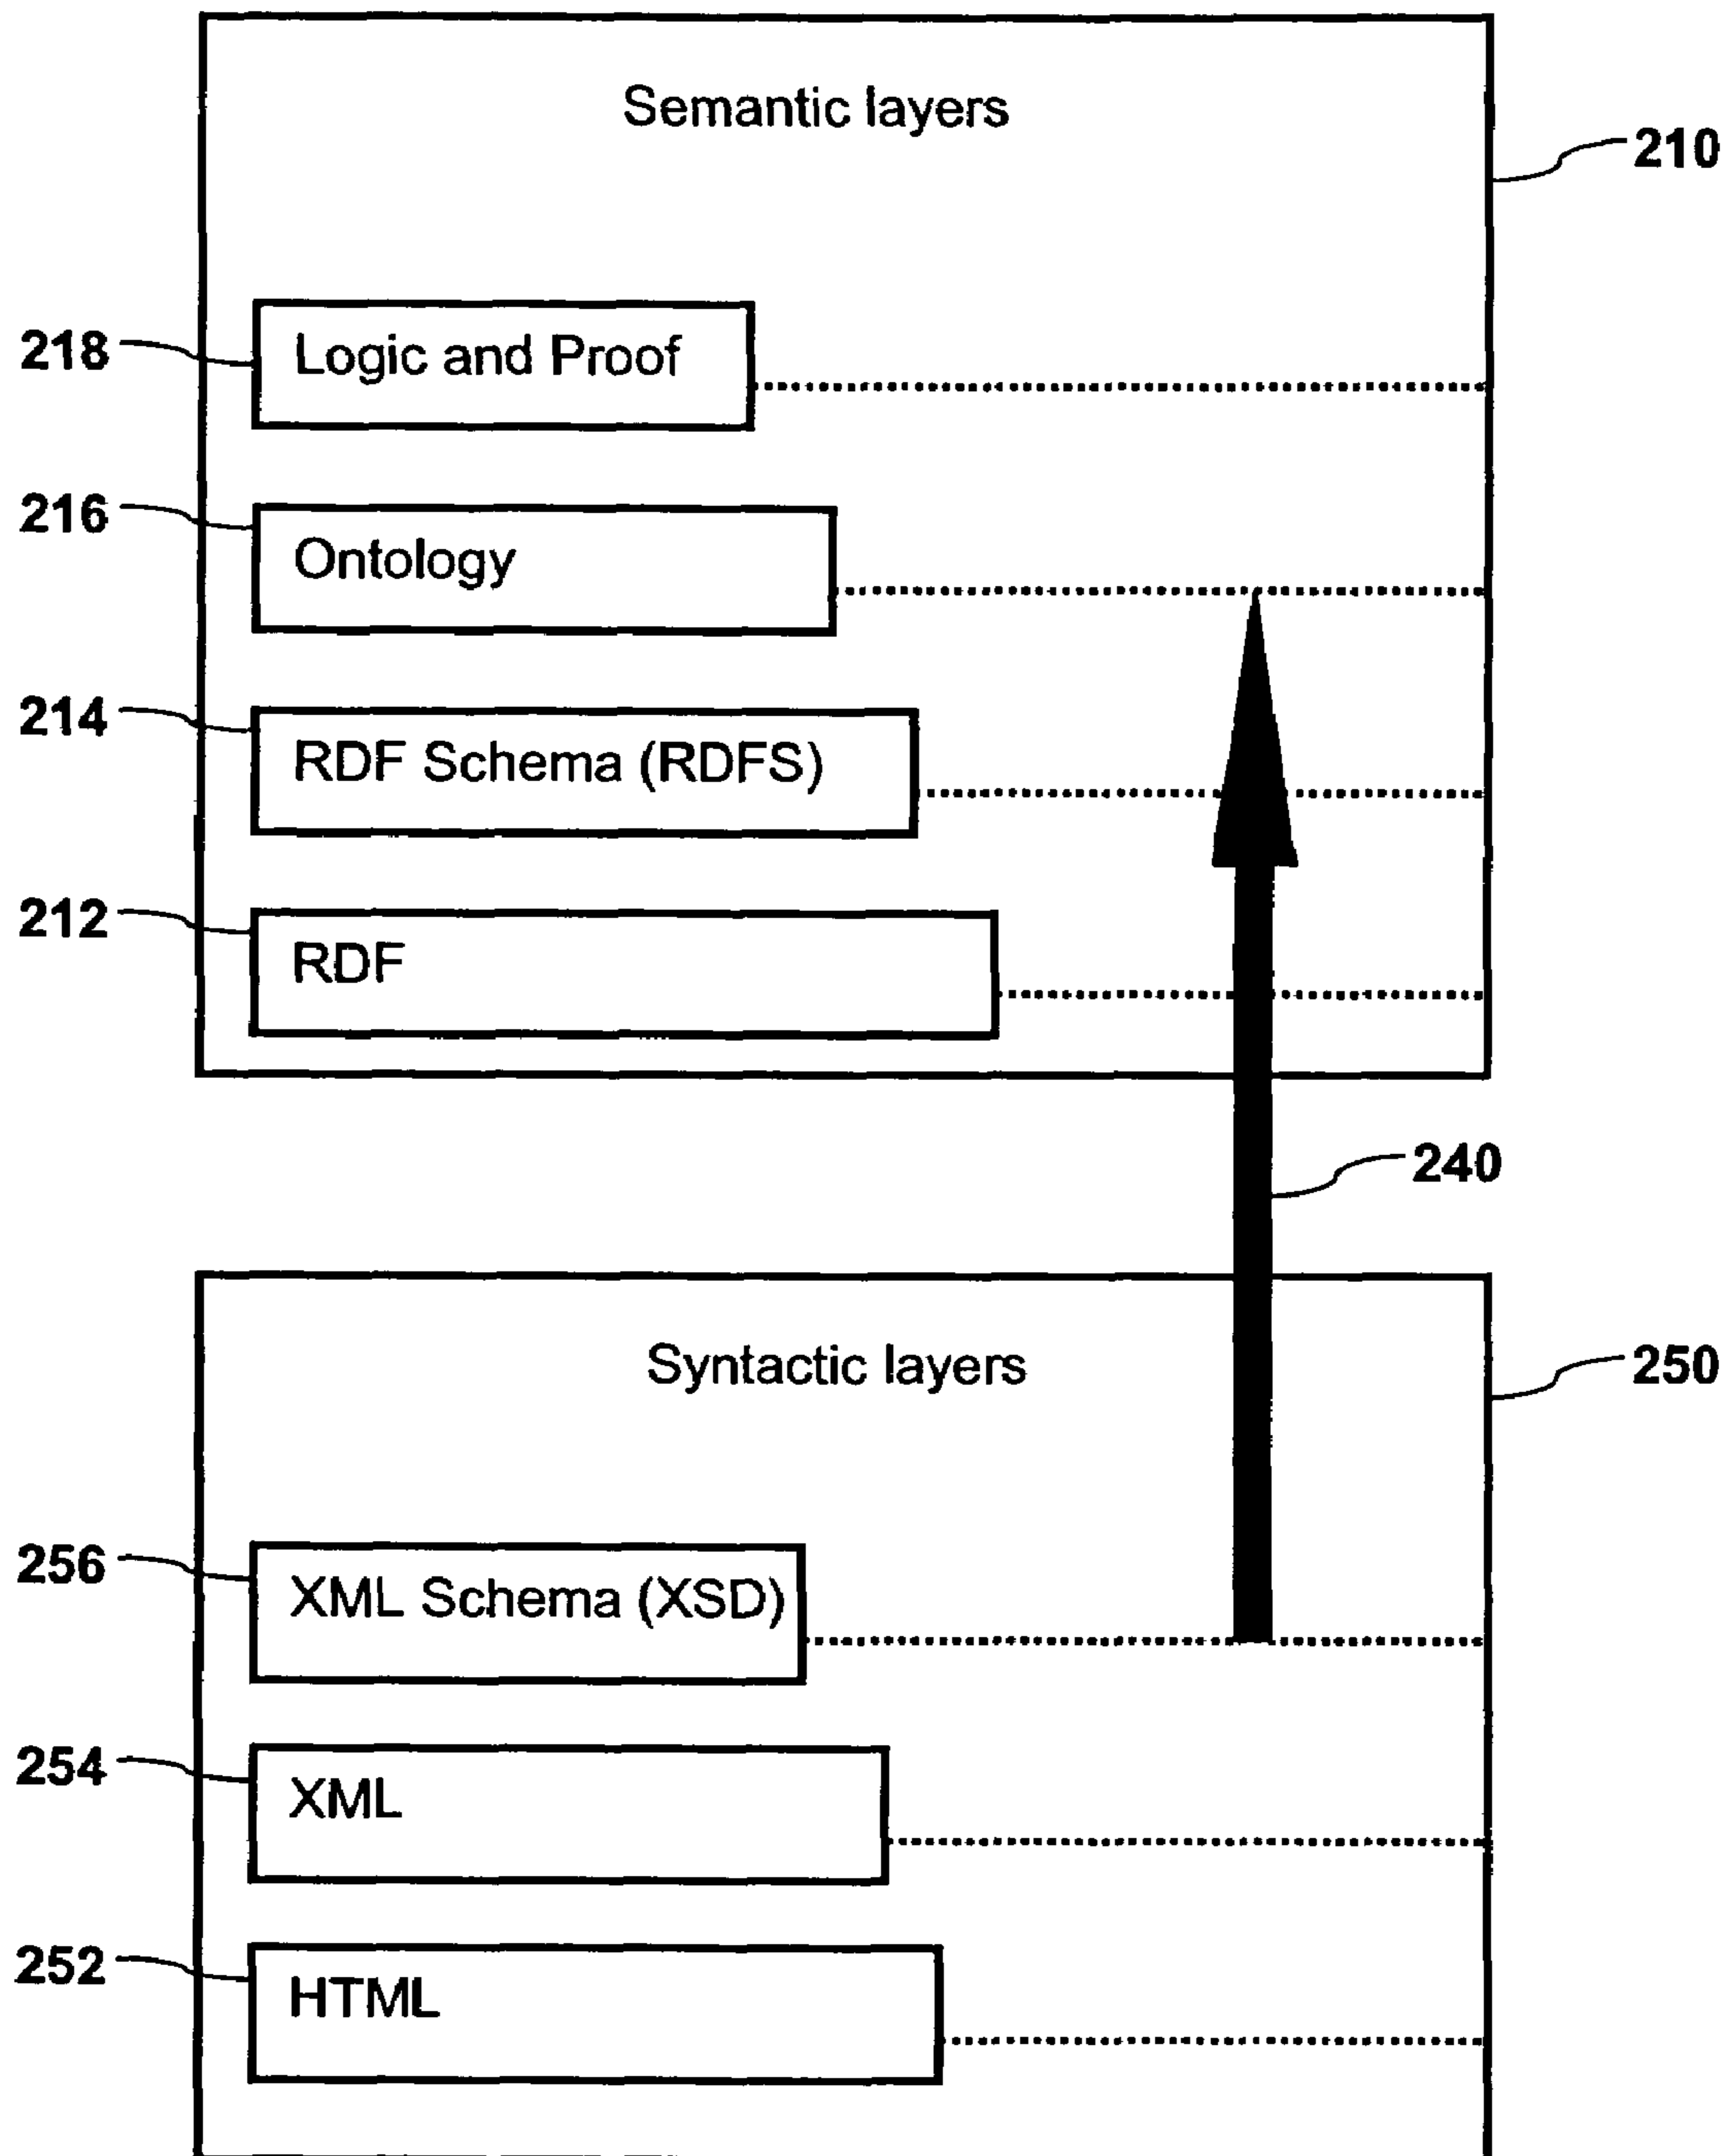 Semantic layers
210
218
Logic and Proof
216
Ontology
214
RDF Schema (RDFS)
212
RDF
240
Syntactic layers
250
256
XML Schema (XSD)
254
XML
252
HTML